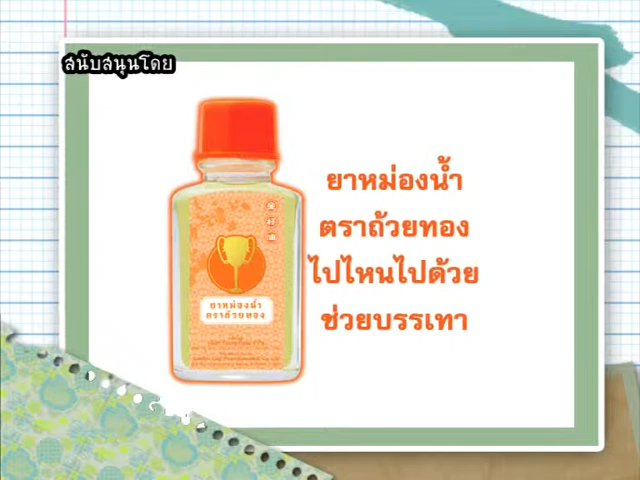 สนับสนุนโดย
ยาหม่องน้ำ
ตราถ้วยทอง
ไปไหนไปด้วย
ช่วยบรรเทา
ยาหม่องน้ำ
ตราถ้วยทอง